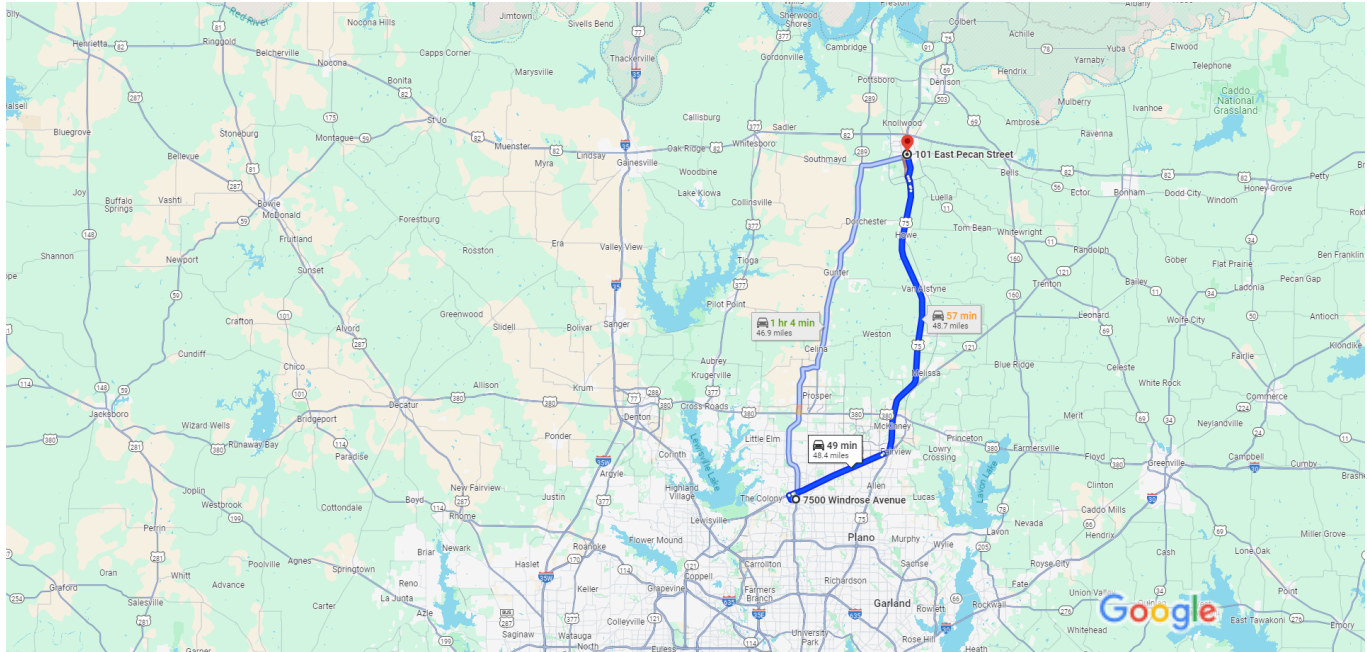 Red River
Nocona Hills
Jimtown
Sivells Bend
Sherwood
Shores
Preston
Colbert
Albany
Achille
Yuba
Yarnaby
Elwood
Telephone
Henrietta
Ringgold
Belcherville
Capps Corner
Thackerville
Gordonville
Cambridge
Pottsboro
Denison
Hendrix
Nocona
Marysville
Mulberry
Ivanhoe
Caddo
National
Grassland
Bluegrove
Stoneburg
Bonita
St Jo
Callisburg
Sadler
Knollwood
Ambrose
Ravenna
Bellevue
Montague
Muenster
Lindsay
Myra
Gainesville
Oak Ridge
Whitesboro
Southmayd
101 East Pecan Street
Woodbine
Bells
Ector
Dodd City
Honey Grove
Petty
Joy
Vashti
Bowie
Lake Kiowa
Luella
Bonham
Windom
Buffalo
Springs
McDonald
Forestburg
Collinsville
Dorchester
Tom Bean
Whitewright
Fruitland
Era
Valley View
Howe
Randolph
Shannon
Newport
Sunset
Rosston
Tioga
Gunter
Gober
Flat Prairie
Ben Franklin
Van Alstyne
Trenton
Bailey
Ladonia
Pecan Gap
Pilot Point
Greenwood
Crafton
Alvord
Slidell
Bolivar
Sanger
1 hr 4 min
46.9 miles
57 min
48.7 miles
Leonard
Wolfe City
Antioch
Weston
Cundiff
Chico
Celina
Fairlie
Klondike
Aubrey
Krugerville
Blue Ridge
Celeste
Melissa
White Rock
Jacksboro
Allison
Krum
Prosper
Commerce
Decatur
Bridgeport
Denton
Cross Roads
Merit
Neylandville
Wizard Wells
Runaway Bay
Ponder
Little Elm
McKinney
Princeton
49 min
48.4 miles
Paradise
Corinth
Lewisville Lake
Fairview
Lowry
Crossing
Farmersville
Floyd
Campbell
Cumby
Greenville
Joplin
Argyle
Highland
Village
The Colony
7500 Windrose Avenue
Allen
Lucas
Lavon Lake
Clinton
Westbrook
Cottondale
Boyd
New Fairview
Justin
Caddo Mills
Perrin
Rhome
Lewisville
Nevada
Flower Mound
Plano
Murphy
Wylie
Lavon
Hendrix
Miller Grove
Briar
Newark
Haslet
Roanoke
Carrollton
Sachse
Royse City
Cash
Lone Oak
Oran
Whitt
Poolville
Agnes
Springtown
Reno
Keller
Coppell
Richardson
Fate
Point
Graford
Advance
La Junta
Grapevine
Farmers
Branch
Garland
Rowlett
Rockwall
Union Valley
Salesville
Carter
Azle
Colleyville
Google
Whitehead
East Tawakoni
Emory
Garner
Saginaw
Watauga
North
Euless
University
Park
Rose Hill